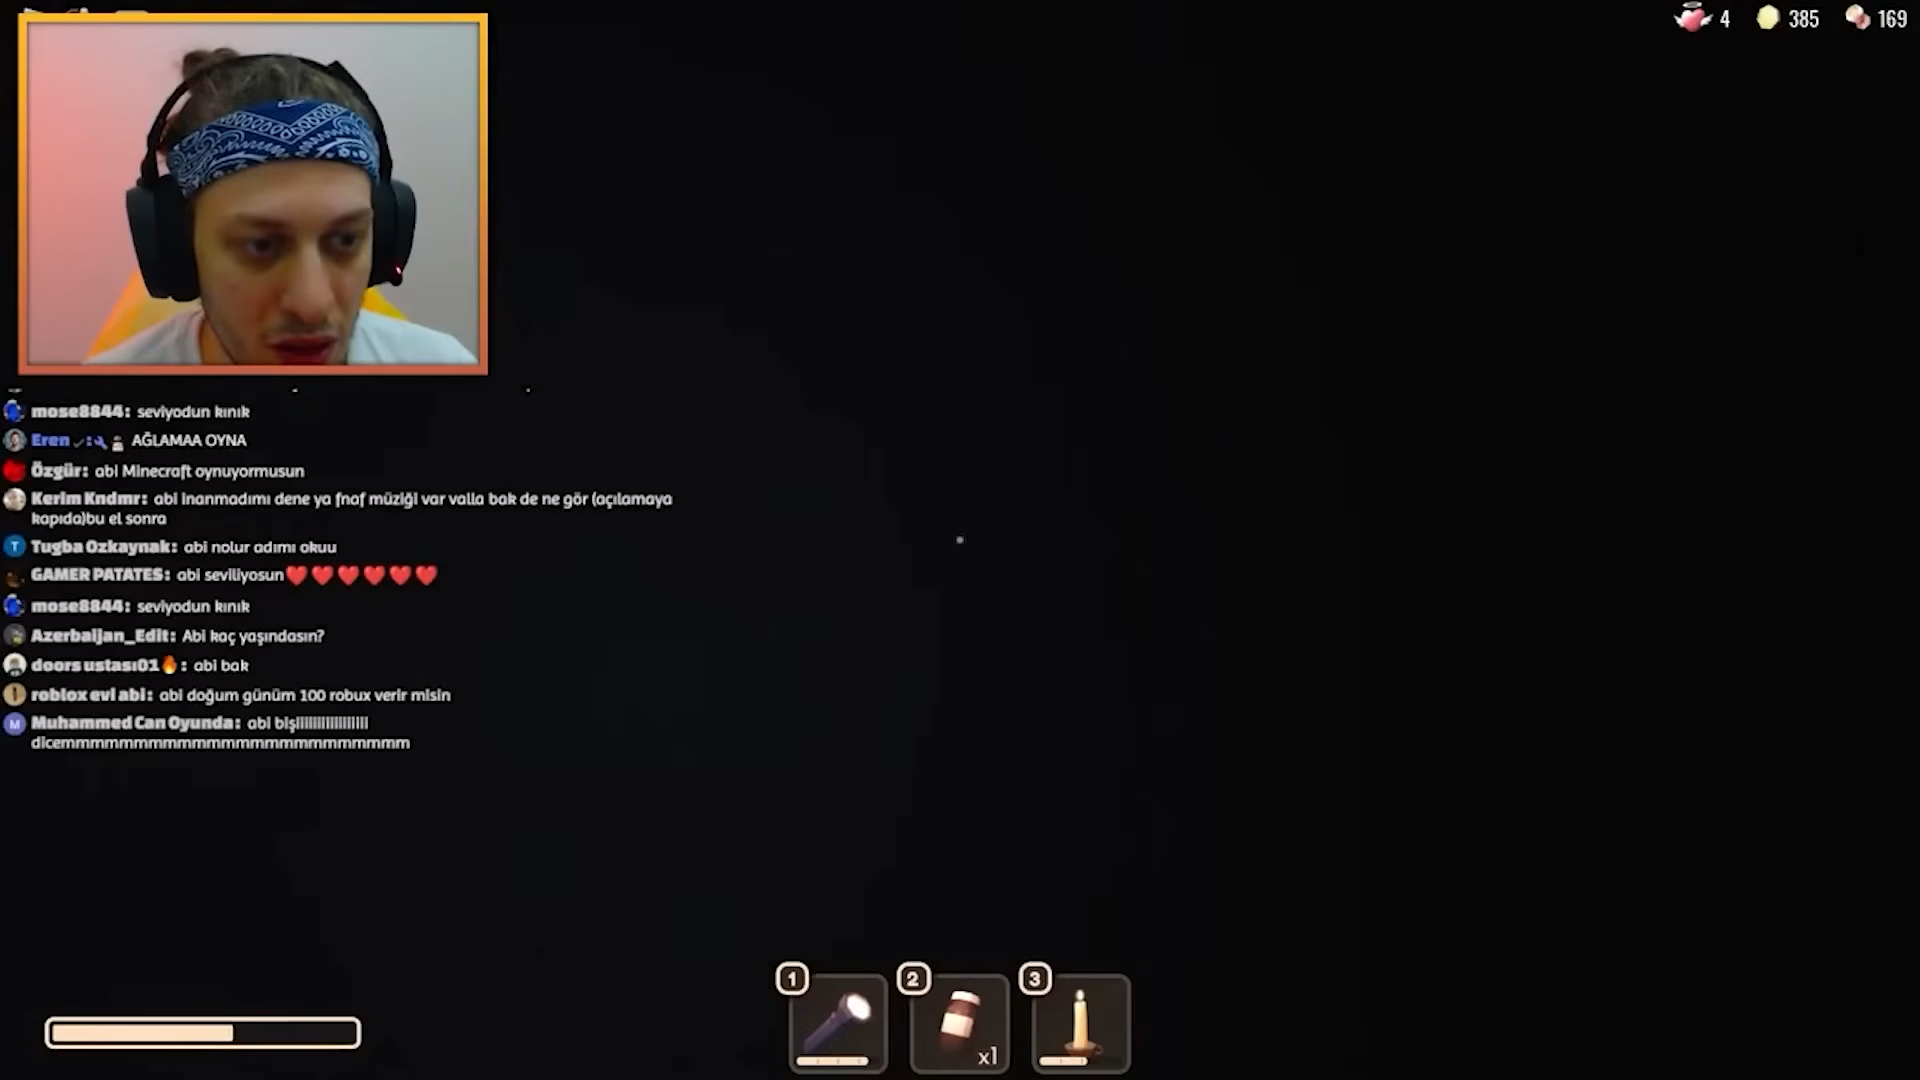 4 385 169
mose8844: seviyodun kınık
Eren : AĞLAMAA OYNA
Özgür: abi Minecraft oynuyormusun
Kerim Kndmr: abi inanmadımı dene ya fnaf müziği var valla bak de ne gör (açılamaya
kapıda)bu el sonra
Tugba Ozkaynak: abi nolur adımı okuu
GAMER PATATES: abi seviliyosun❤️❤️❤️❤️❤️❤️
mose8844: seviyodun kınık
Azerbaijan_Edit: Abi kaç yaşındasın?
doors ustası01🔥: abi bak
roblox evi abi: abi doğum günüm 100 robux verir misin
Muhammed Can Oyunda: abi bişiiiiiiiiiiiiiiiiii
dicemmmmmmmmmmmmmmmmmmmmmmmm
1 2 3
x1